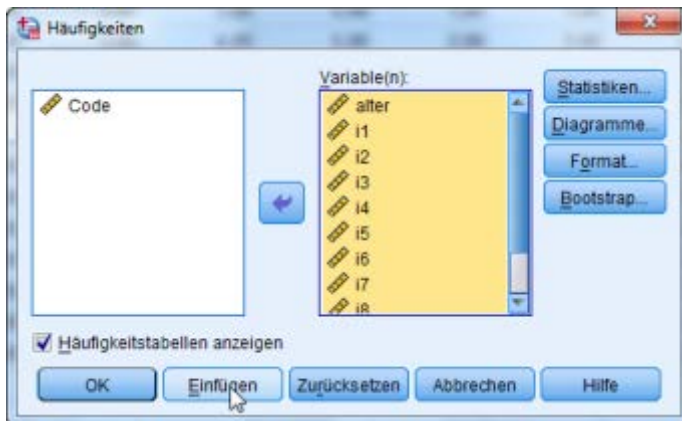 Häufigkeiten
Variable(n):
Code
alter
i1
i2
i3
i4
i5
i6
i7
i8
Statistiken...
Diagramme...
Format...
Bootstrap...
Häufigkeitstabellen anzeigen
OK
Einfügen
Zurücksetzen
Abbrechen
Hilfe